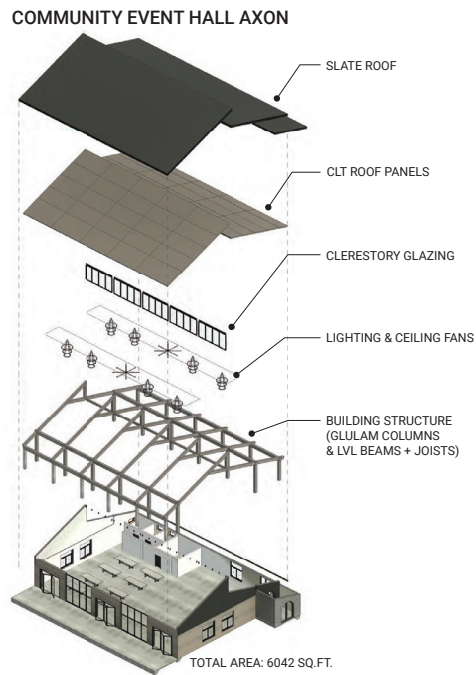 COMMUNITY EVENT HALL AXON
SLATE ROOF
CLT ROOF PANELS
CLERESTORY GLAZING
LIGHTING & CEILING FANS
BUILDING STRUCTURE
(GLULAM COLUMNS
& LVL BEAMS + JOISTS)
TOTAL AREA: 6042 SQ.FT.